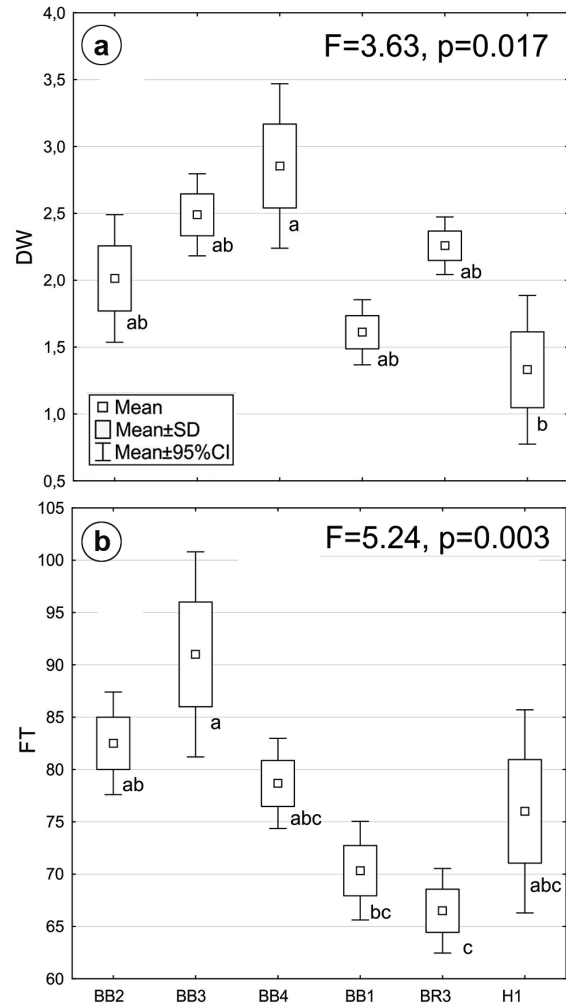 4,0
a
F=3.63, p=0.017
3,5
3,0
2,5
2,0
1,5
1,0
0,5
DW
ab
ab
a
ab
ab
b
Mean
Mean±SD
Mean±95%CI
105
b
F=5.24, p=0.003
100
95
90
85
80
75
70
65
60
FT
ab
a
abc
bc
c
abc
BB2 BB3 BB4 BB1 BR3 H1